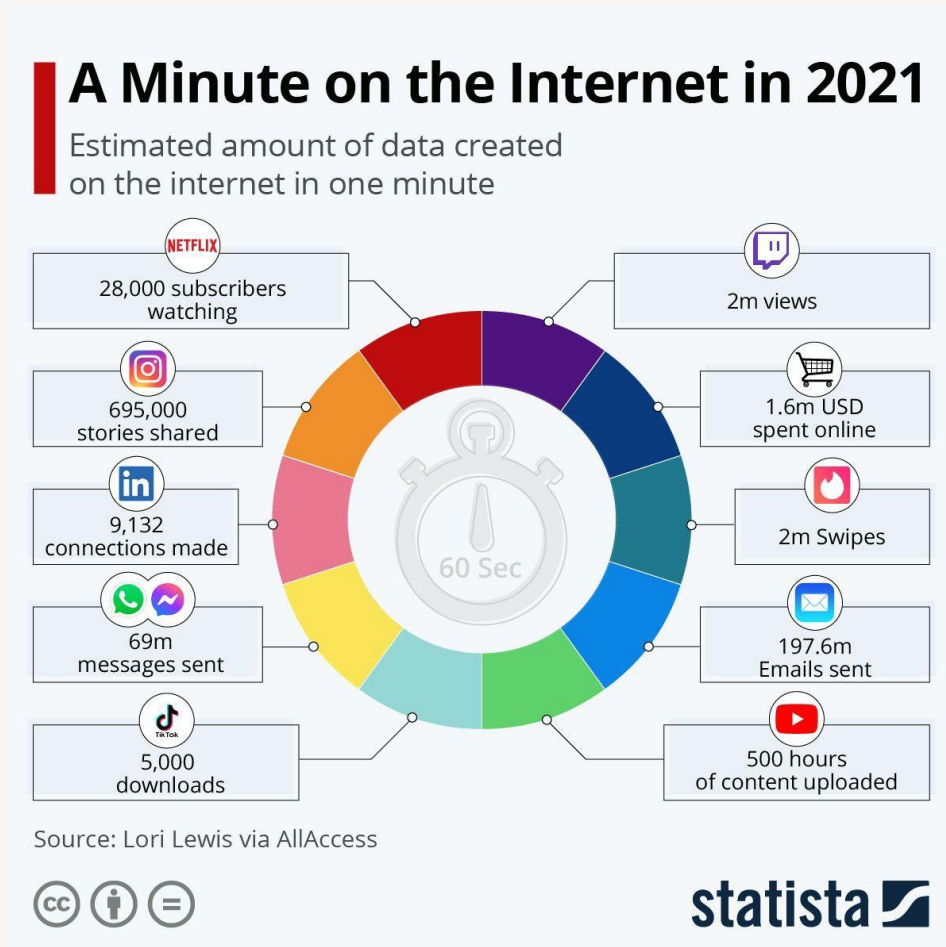 A Minute on the Internet in 2021
Estimated amount of data created
on the internet in one minute
NETFLIX
28,000 subscribers
watching
2m views
695,000
stories shared
1.6m USD
spent online
in
9,132
connections made
2m Swipes
69m
messages sent
197.6m
Emails sent
TikTok
5,000
downloads
500 hours
of content uploaded
60 Sec
Source: Lori Lewis via AllAccess
cc
statista